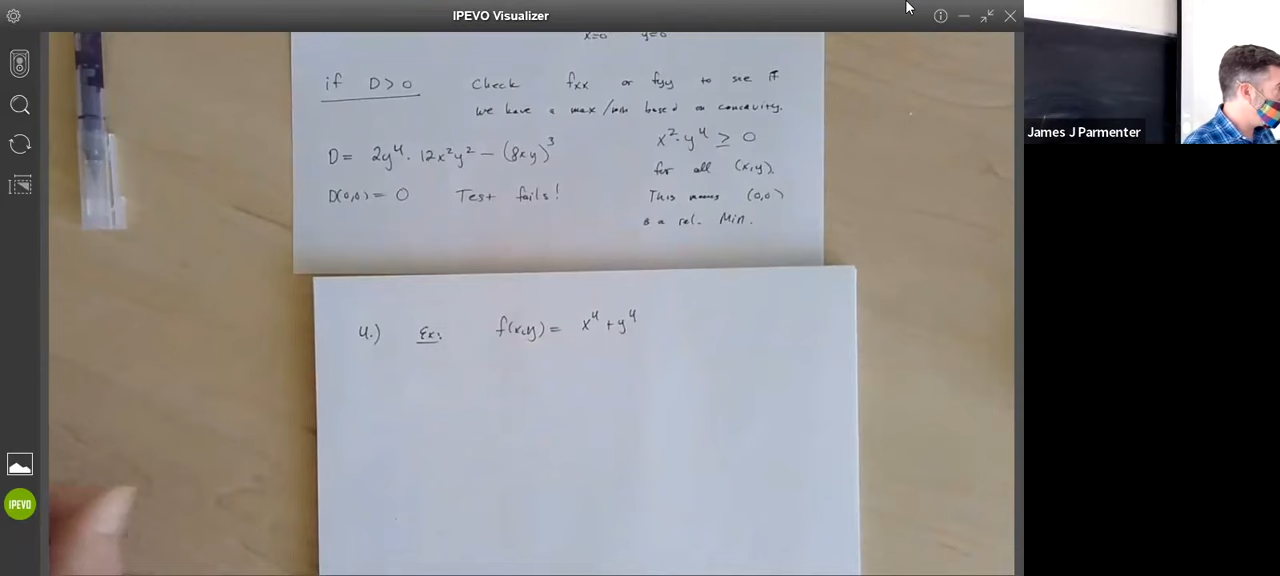 IPEVO Visualizer
x=0 y=0
if D>0 Check fxx or fyy to see if
we have a max/min based on concavity.
D= 2y⁴ · 12x²y² − (8xy)³
D(0,0) = 0 Test fails!
x²·y⁴ ≥ 0
for all (x,y).
This means (0,0)
is a rel. Min.
4.) Ex: f(x,y) = x⁴ + y⁴
James J Parmenter
IPEVO